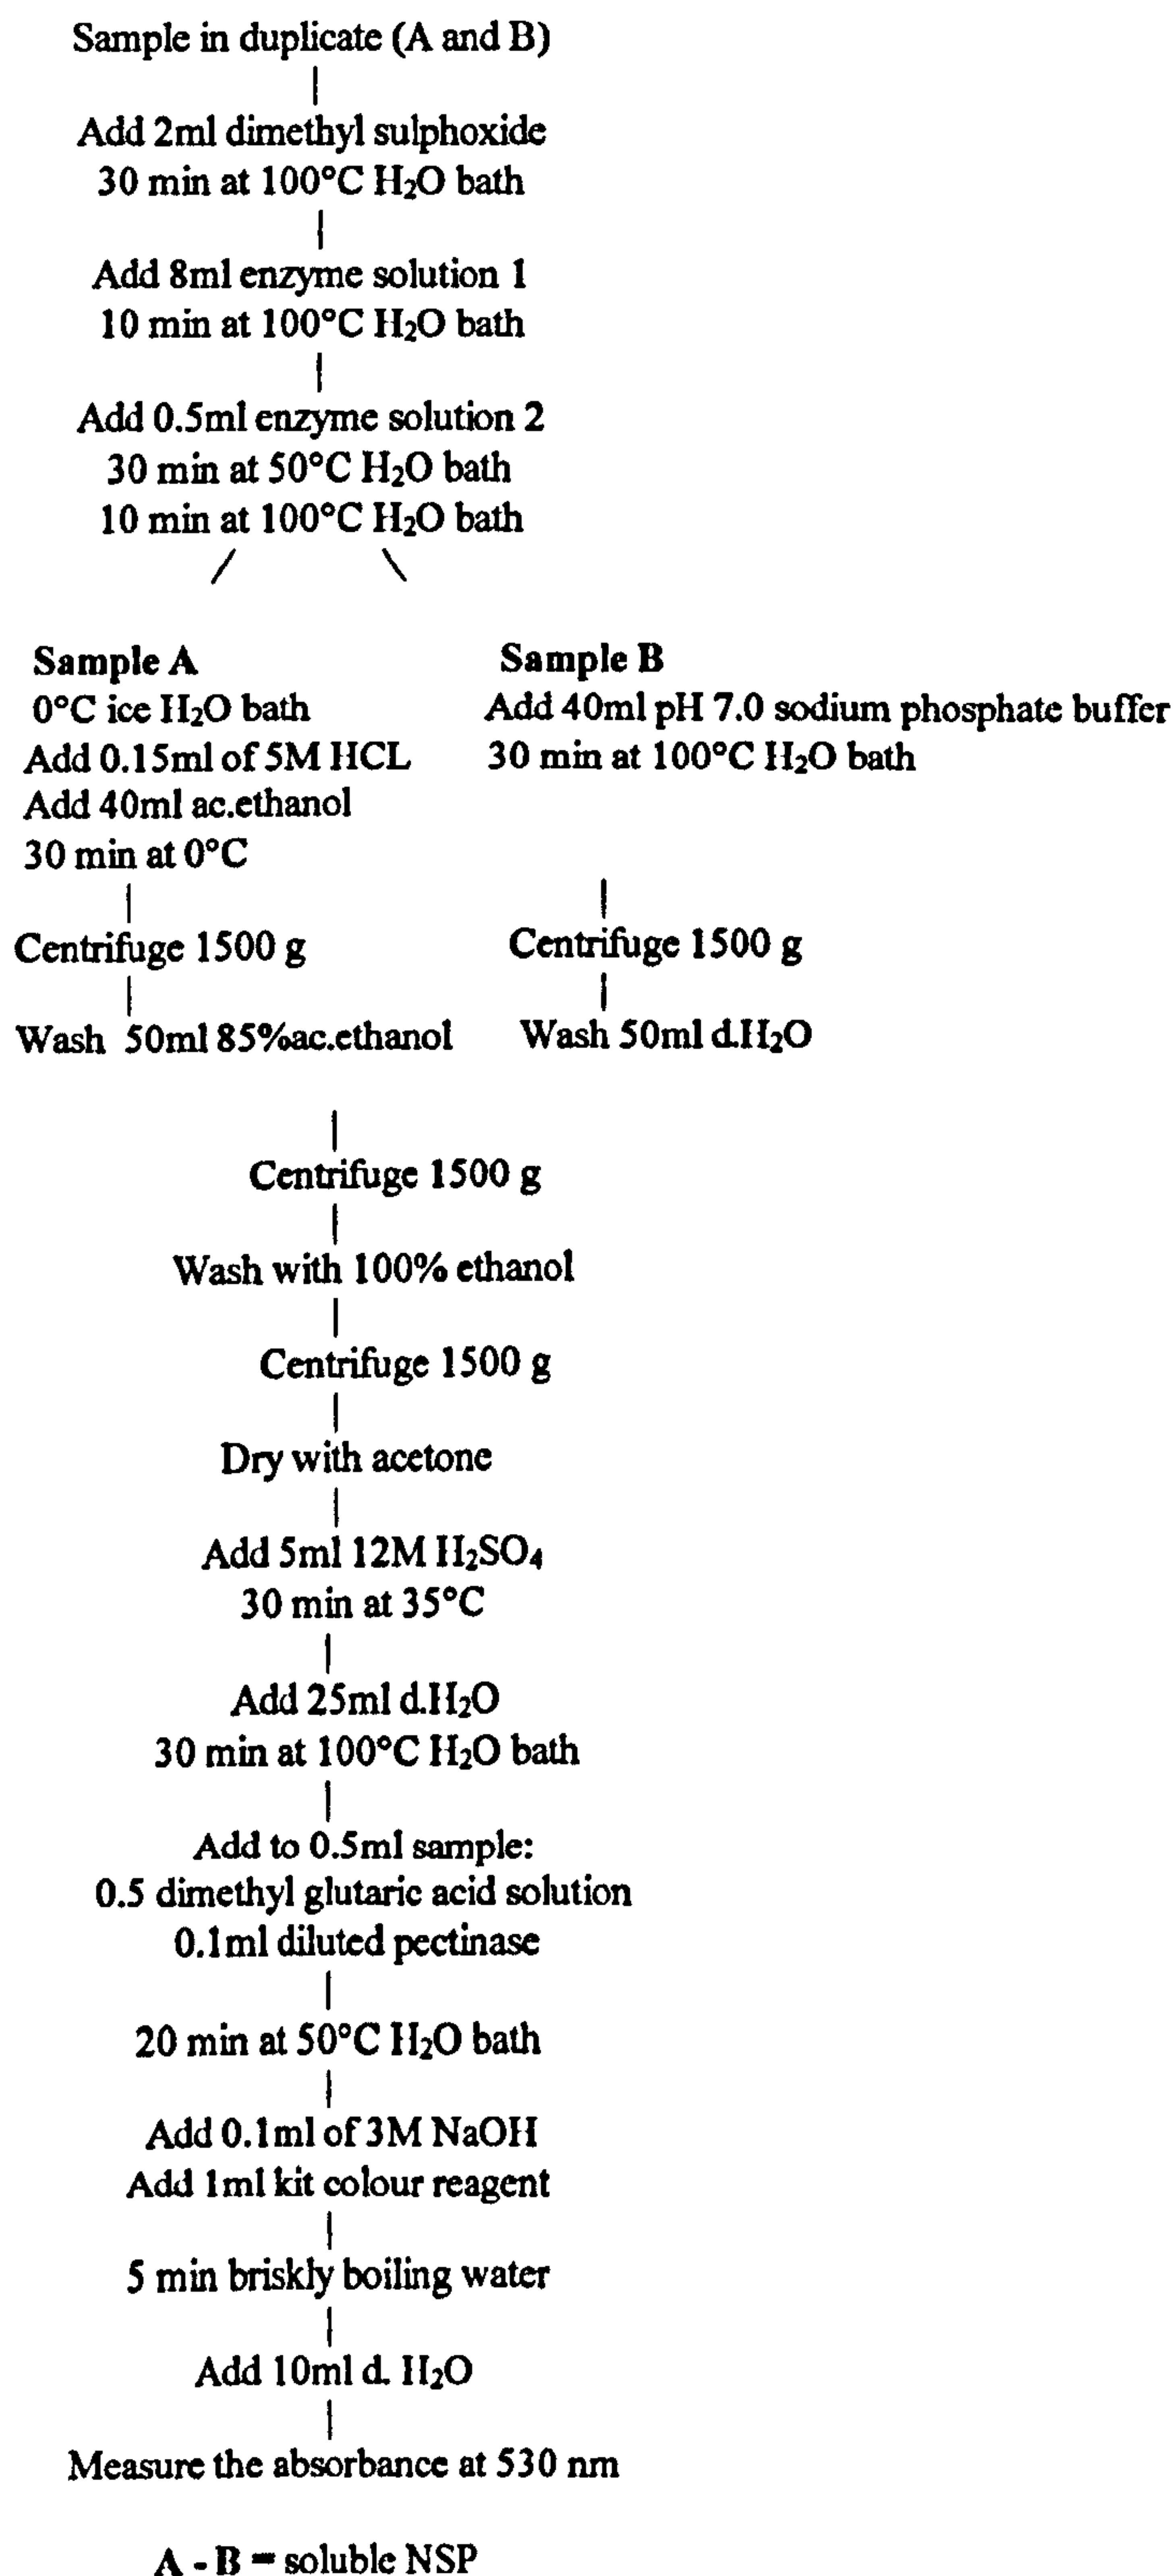 Sample in duplicate (A and B)
Add 2ml dimethyl sulphoxide
30 min at 100°C H₂O bath
Add 8ml enzyme solution 1
10 min at 100°C H₂O bath
Add 0.5ml enzyme solution 2
30 min at 50°C H₂O bath
10 min at 100°C H₂O bath
Sample A
0°C ice H₂O bath
Add 0.15ml of 5M HCL
Add 40ml ac.ethanol
30 min at 0°C
Centrifuge 1500 g
Wash 50ml 85%ac.ethanol
Sample B
Add 40ml pH 7.0 sodium phosphate buffer
30 min at 100°C H₂O bath
Centrifuge 1500 g
Wash 50ml d.H₂O
Centrifuge 1500 g
Wash with 100% ethanol
Centrifuge 1500 g
Dry with acetone
Add 5ml 12M H₂SO₄
30 min at 35°C
Add 25ml d.H₂O
30 min at 100°C H₂O bath
Add to 0.5ml sample:
0.5 dimethyl glutaric acid solution
0.1ml diluted pectinase
20 min at 50°C H₂O bath
Add 0.1ml of 3M NaOH
Add 1ml kit colour reagent
5 min briskly boiling water
Add 10ml d. H₂O
Measure the absorbance at 530 nm
A - B = soluble NSP